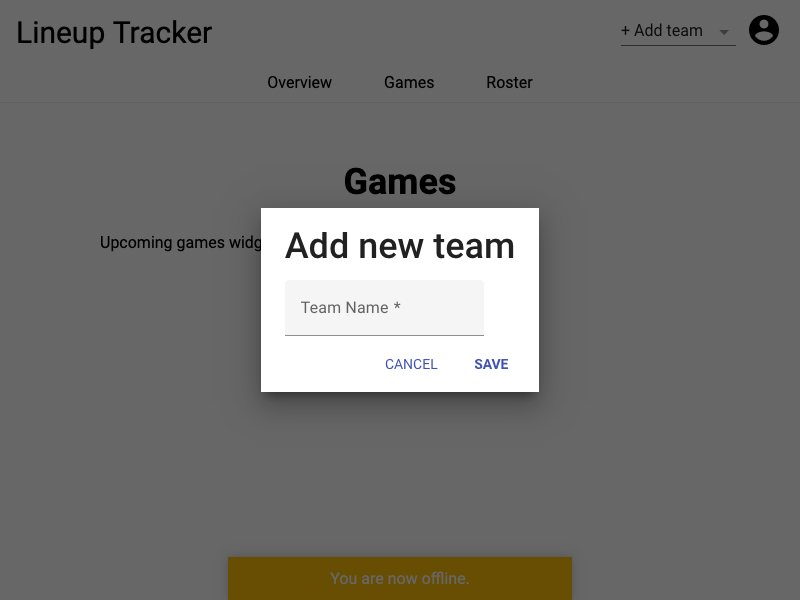 Lineup Tracker
+ Add team
Overview Games Roster
Games
Upcoming games widg
Add new team
Team Name *
CANCEL SAVE
You are now offline.